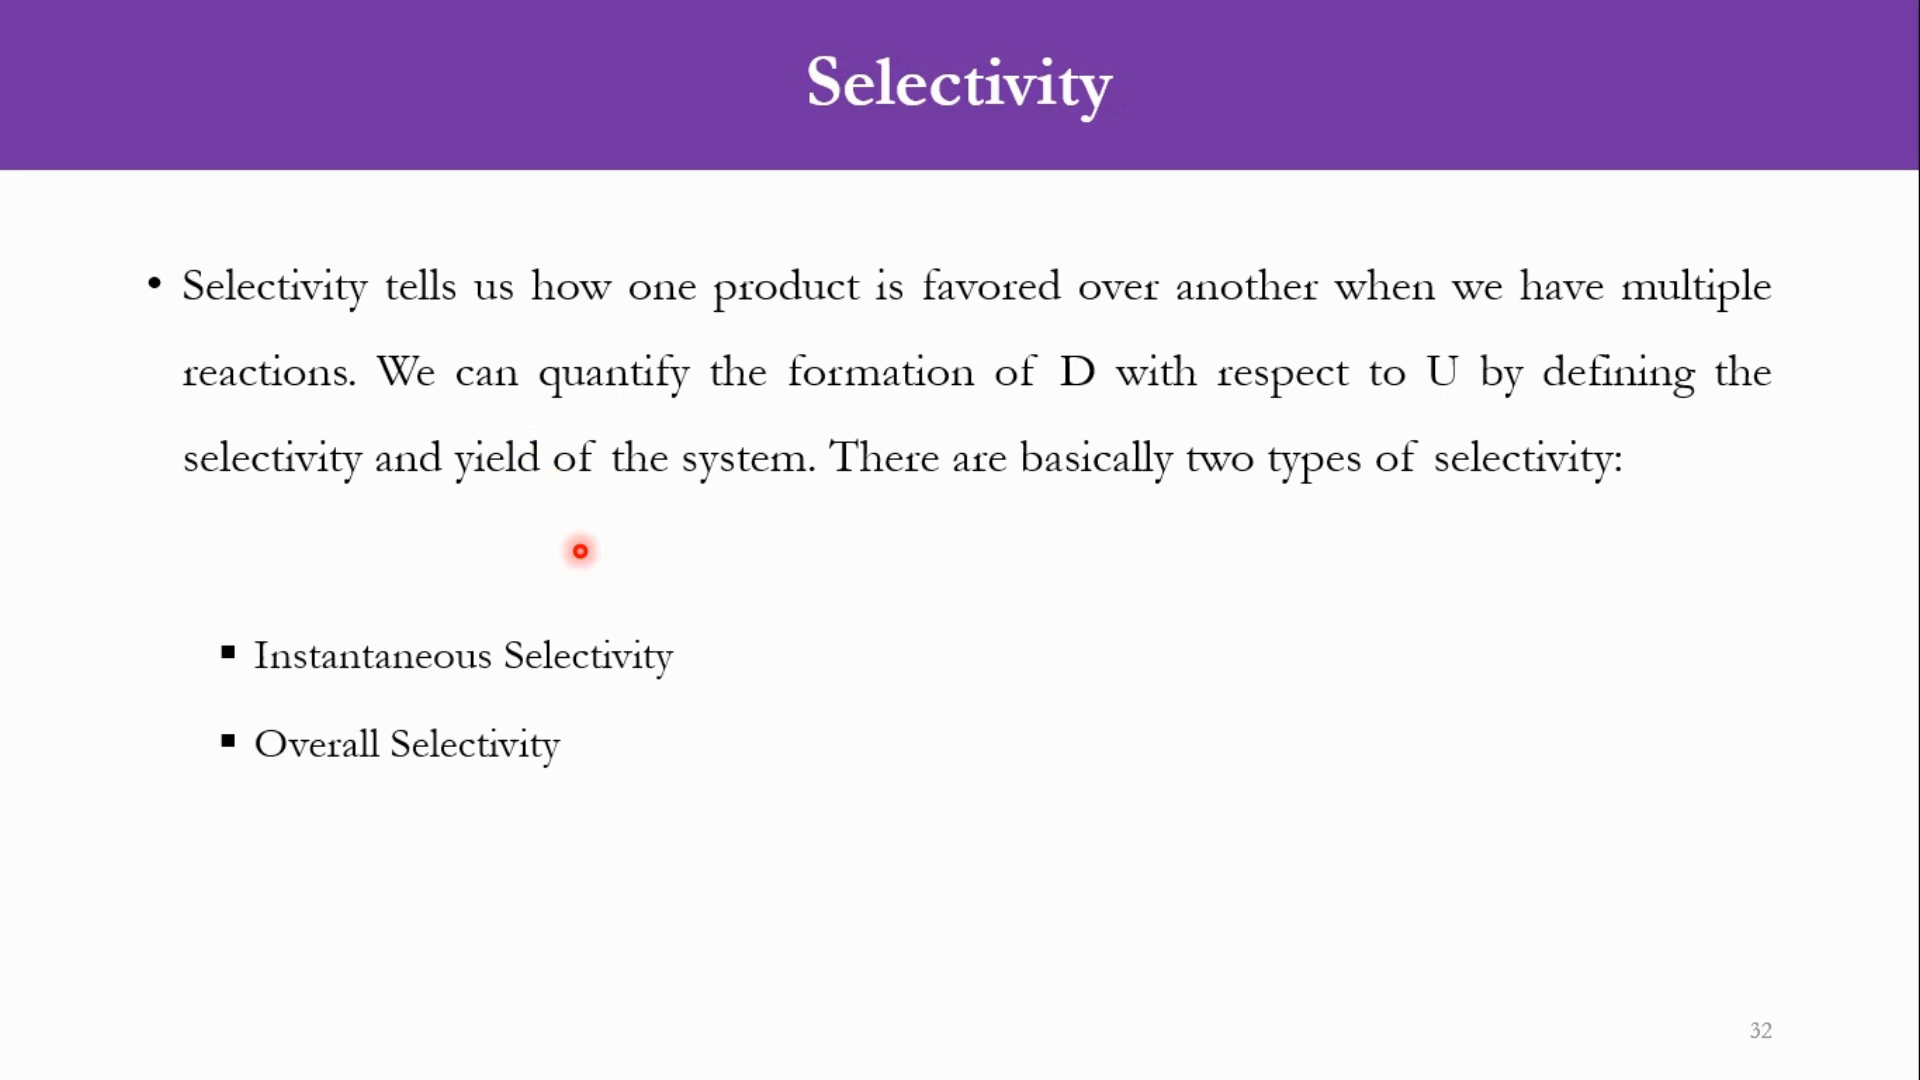 Selectivity
• Selectivity tells us how one product is favored over another when we have multiple
reactions. We can quantify the formation of D with respect to U by defining the
selectivity and yield of the system. There are basically two types of selectivity:
▪ Instantaneous Selectivity
▪ Overall Selectivity
32